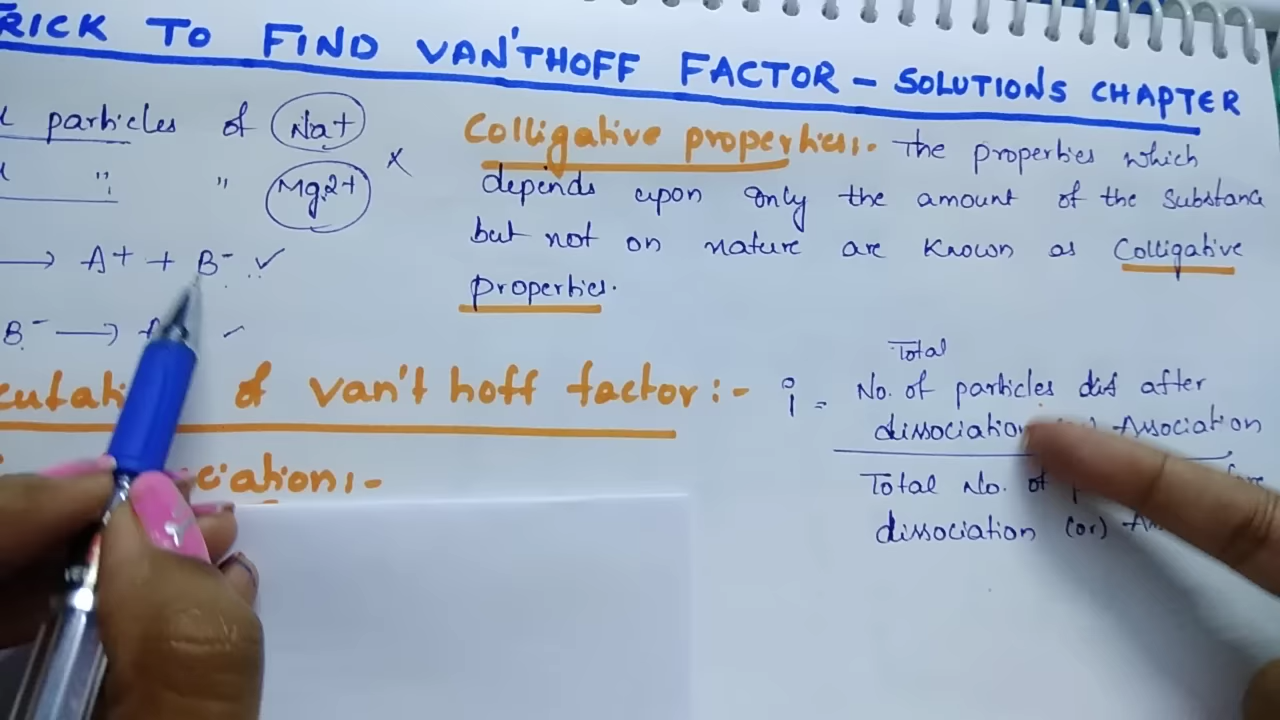 RICK TO FIND VAN'THOFF FACTOR – SOLUTIONS CHAPTER
particles of Na+
" " Mg2+ ×
⟶ A+ + B- ✓
B- ⟶ ✓
Colligative properties:- The properties which
depends upon only the amount of the substance
but not on nature are known as Colligative
properties.
of van't hoff factor:-
ciation:-
i =
Total
No. of particles after
dissociation Association
Total No. of
dissociation (or)